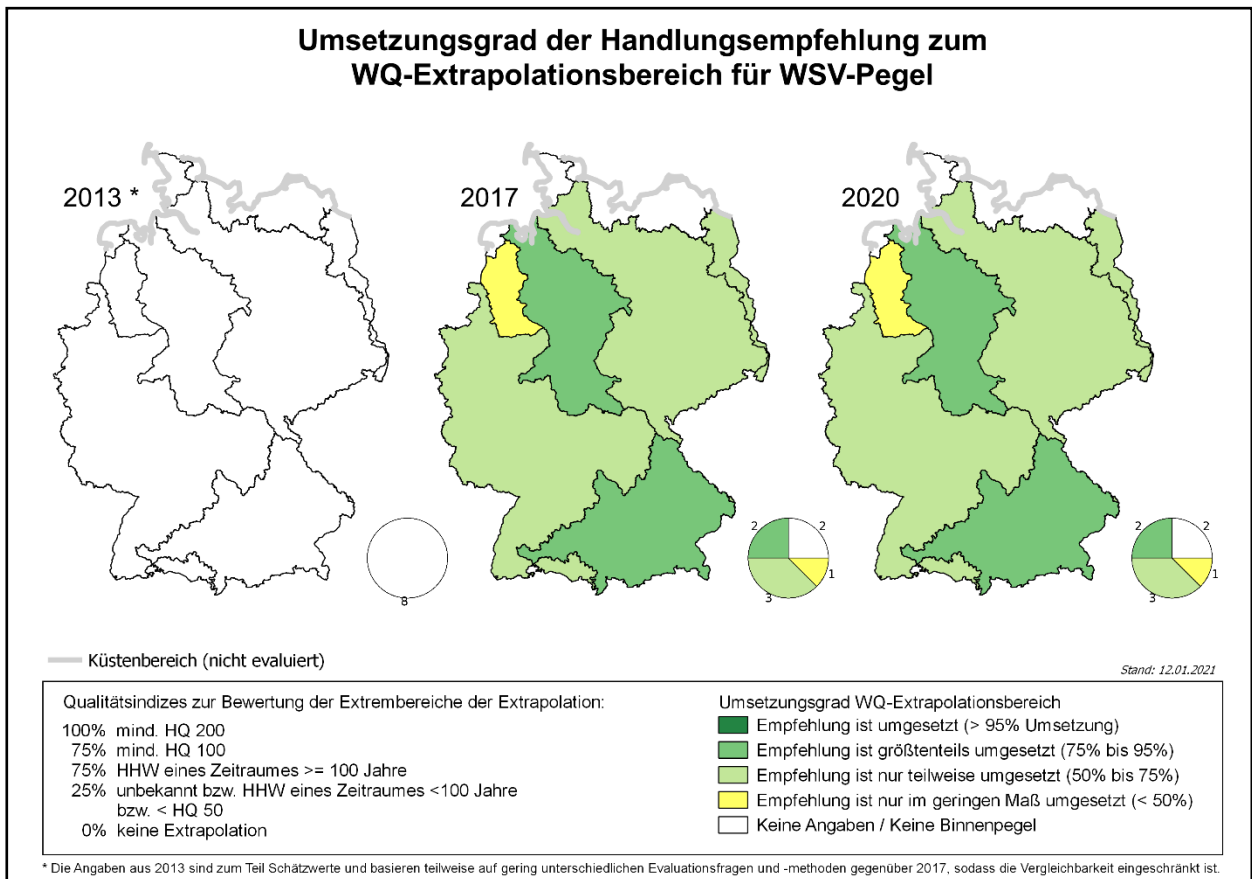 Umsetzungsgrad der Handlungsempfehlung zum
WQ-Extrapolationsbereich für WSV-Pegel
2013 *
2017
2020
8
2
2
1
3
2
2
1
3
Küstenbereich (nicht evaluiert)
Stand: 12.01.2021
Qualitätsindizes zur Bewertung der Extrembereiche der Extrapolation:
100% mind. HQ 200
75% mind. HQ 100
75% HHW eines Zeitraumes >= 100 Jahre
25% unbekannt bzw. HHW eines Zeitraumes <100 Jahre
bzw. < HQ 50
0% keine Extrapolation
Umsetzungsgrad WQ-Extrapolationsbereich
Empfehlung ist umgesetzt (> 95% Umsetzung)
Empfehlung ist größtenteils umgesetzt (75% bis 95%)
Empfehlung ist nur teilweise umgesetzt (50% bis 75%)
Empfehlung ist nur im geringen Maß umgesetzt (< 50%)
Keine Angaben / Keine Binnenpegel
* Die Angaben aus 2013 sind zum Teil Schätzwerte und basieren teilweise auf gering unterschiedlichen Evaluationsfragen und -methoden gegenüber 2017, sodass die Vergleichbarkeit eingeschränkt ist.